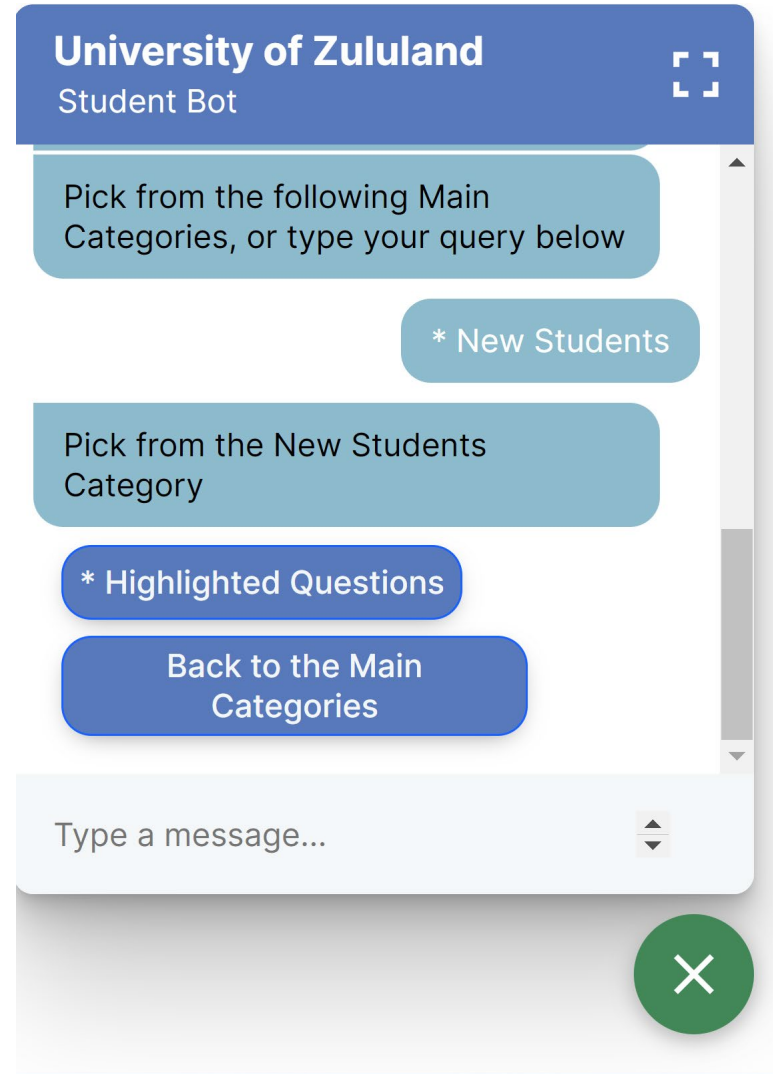 University of Zululand
Student Bot
Pick from the following Main
Categories, or type your query below
* New Students
Pick from the New Students
Category
* Highlighted Questions
Back to the Main
Categories
Type a message...